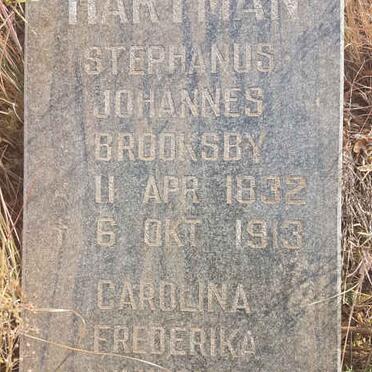 HARTMAN
STEPHANUS
JOHANNES
BROOKSBY
* 11 APR 1832
† 6 OKT 1913
CAROLINA
FREDERIKA